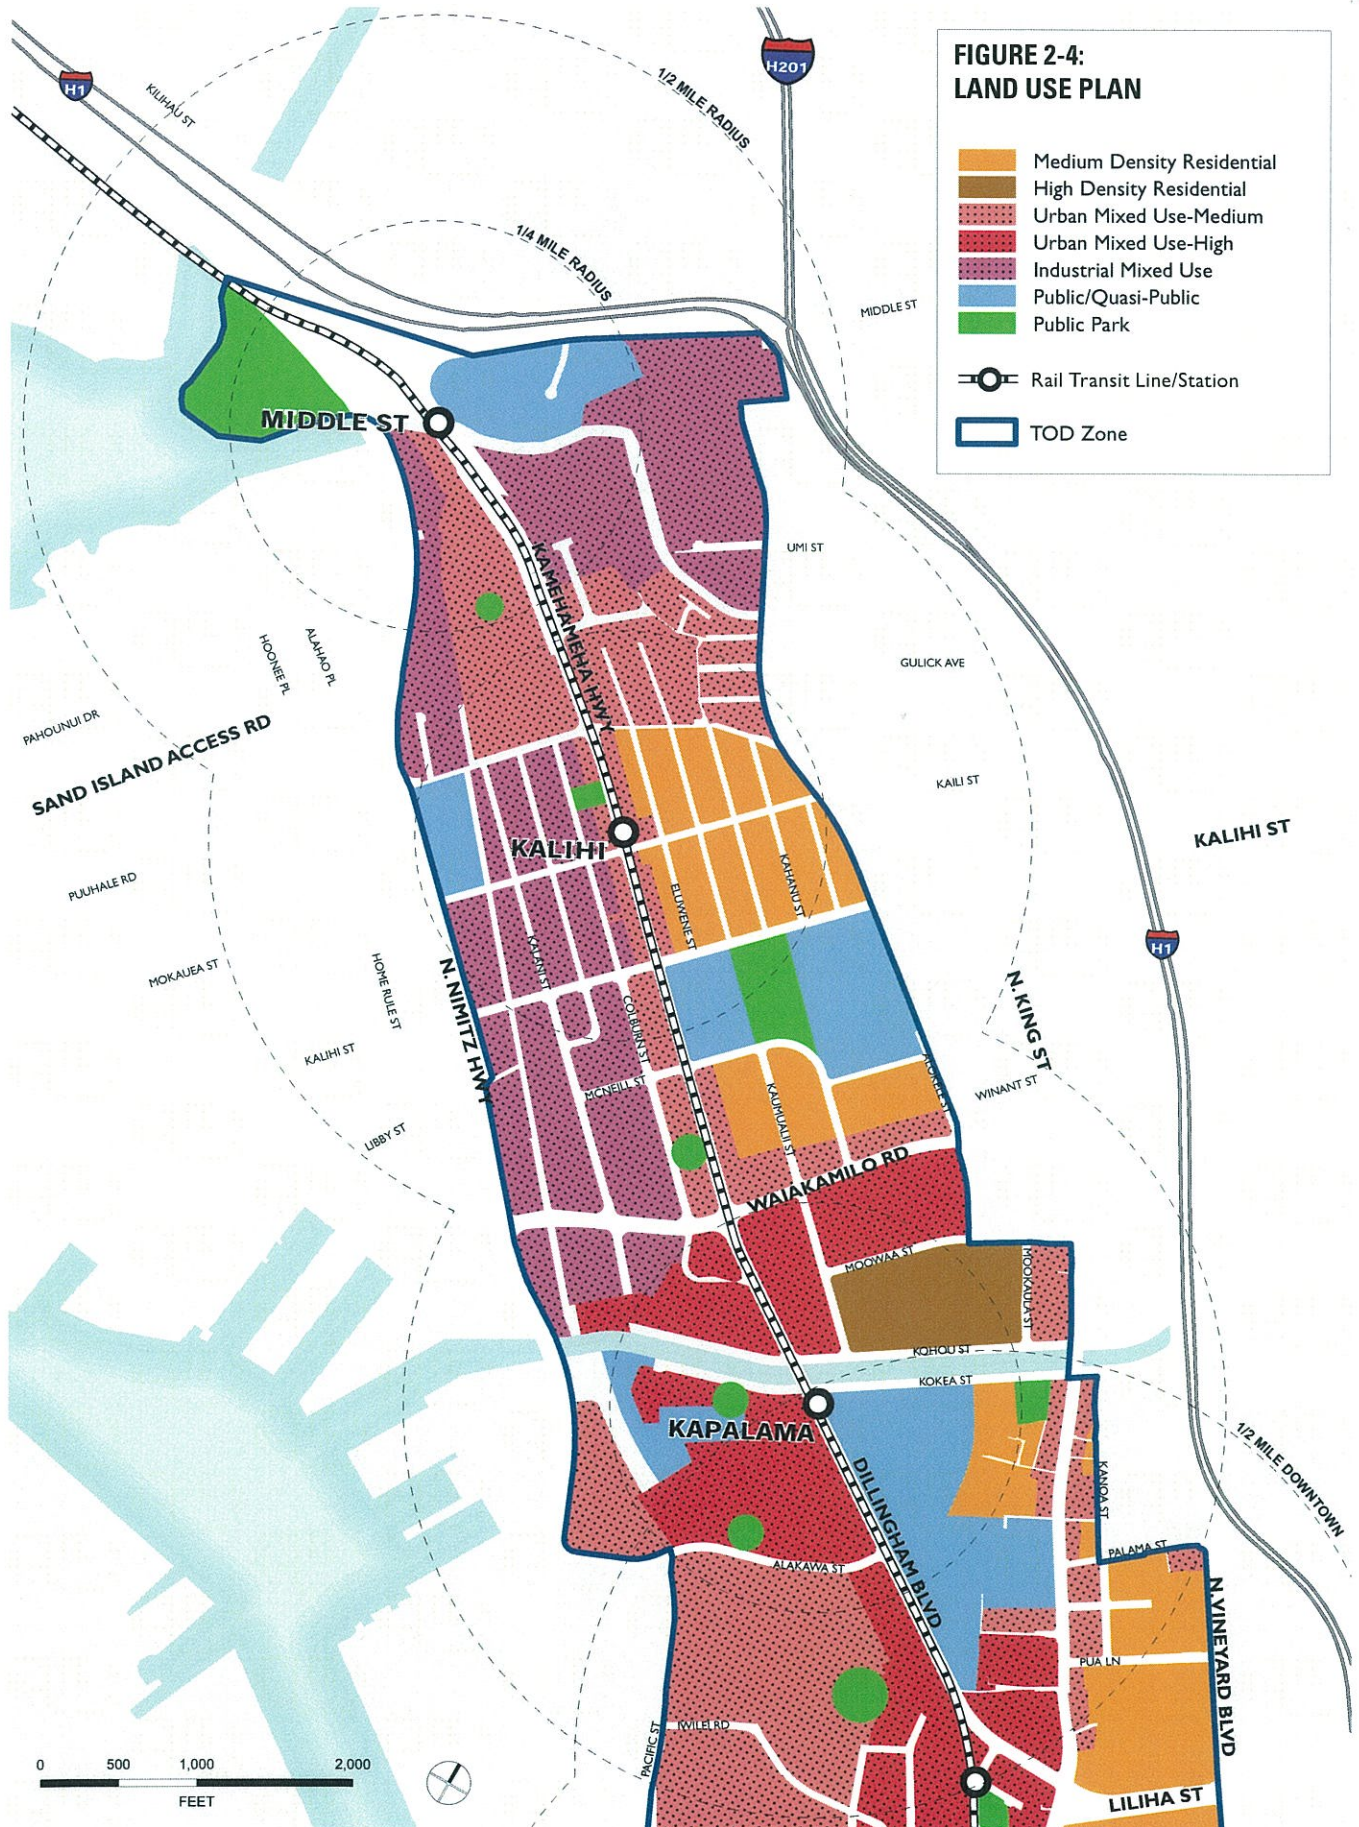 FIGURE 2-4:
LAND USE PLAN
Medium Density Residential
High Density Residential
Urban Mixed Use-Medium
Urban Mixed Use-High
Industrial Mixed Use
Public/Quasi-Public
Public Park
Rail Transit Line/Station
TOD Zone
H201
H1
KILIHAU ST
1/2 MILE RADIUS
1/4 MILE RADIUS
MIDDLE ST
MIDDLE ST
UMI ST
KAMEHAMEHA HWY
HOONEE PL
ALAHAO PL
GULICK AVE
PAHOUNUI DR
SAND ISLAND ACCESS RD
KAILI ST
KALIHI ST
KALIHI
PUUHALE RD
ELUWENE ST
KAHANU ST
H1
MOKAUEA ST
HOME RULE ST
N. NIMITZ HWY
KALANI ST
COLBURN ST
N. KING ST
KALIHI ST
MCNEILL ST
KAUMUALII ST
ALOKELE ST
WINANT ST
LIBBY ST
WAIAKAMILO RD
MOOWAA ST
MOOKAULA ST
KOHOU ST
KOKEA ST
KAPALAMA
1/2 MILE DOWNTOWN
DILLINGHAM BLVD
KANOA ST
ALAKAWA ST
PALAMA ST
N. VINEYARD BLVD
PUA LN
IWILEI RD
PACIFIC ST
LILIHA ST
0 500 1,000 2,000
FEET